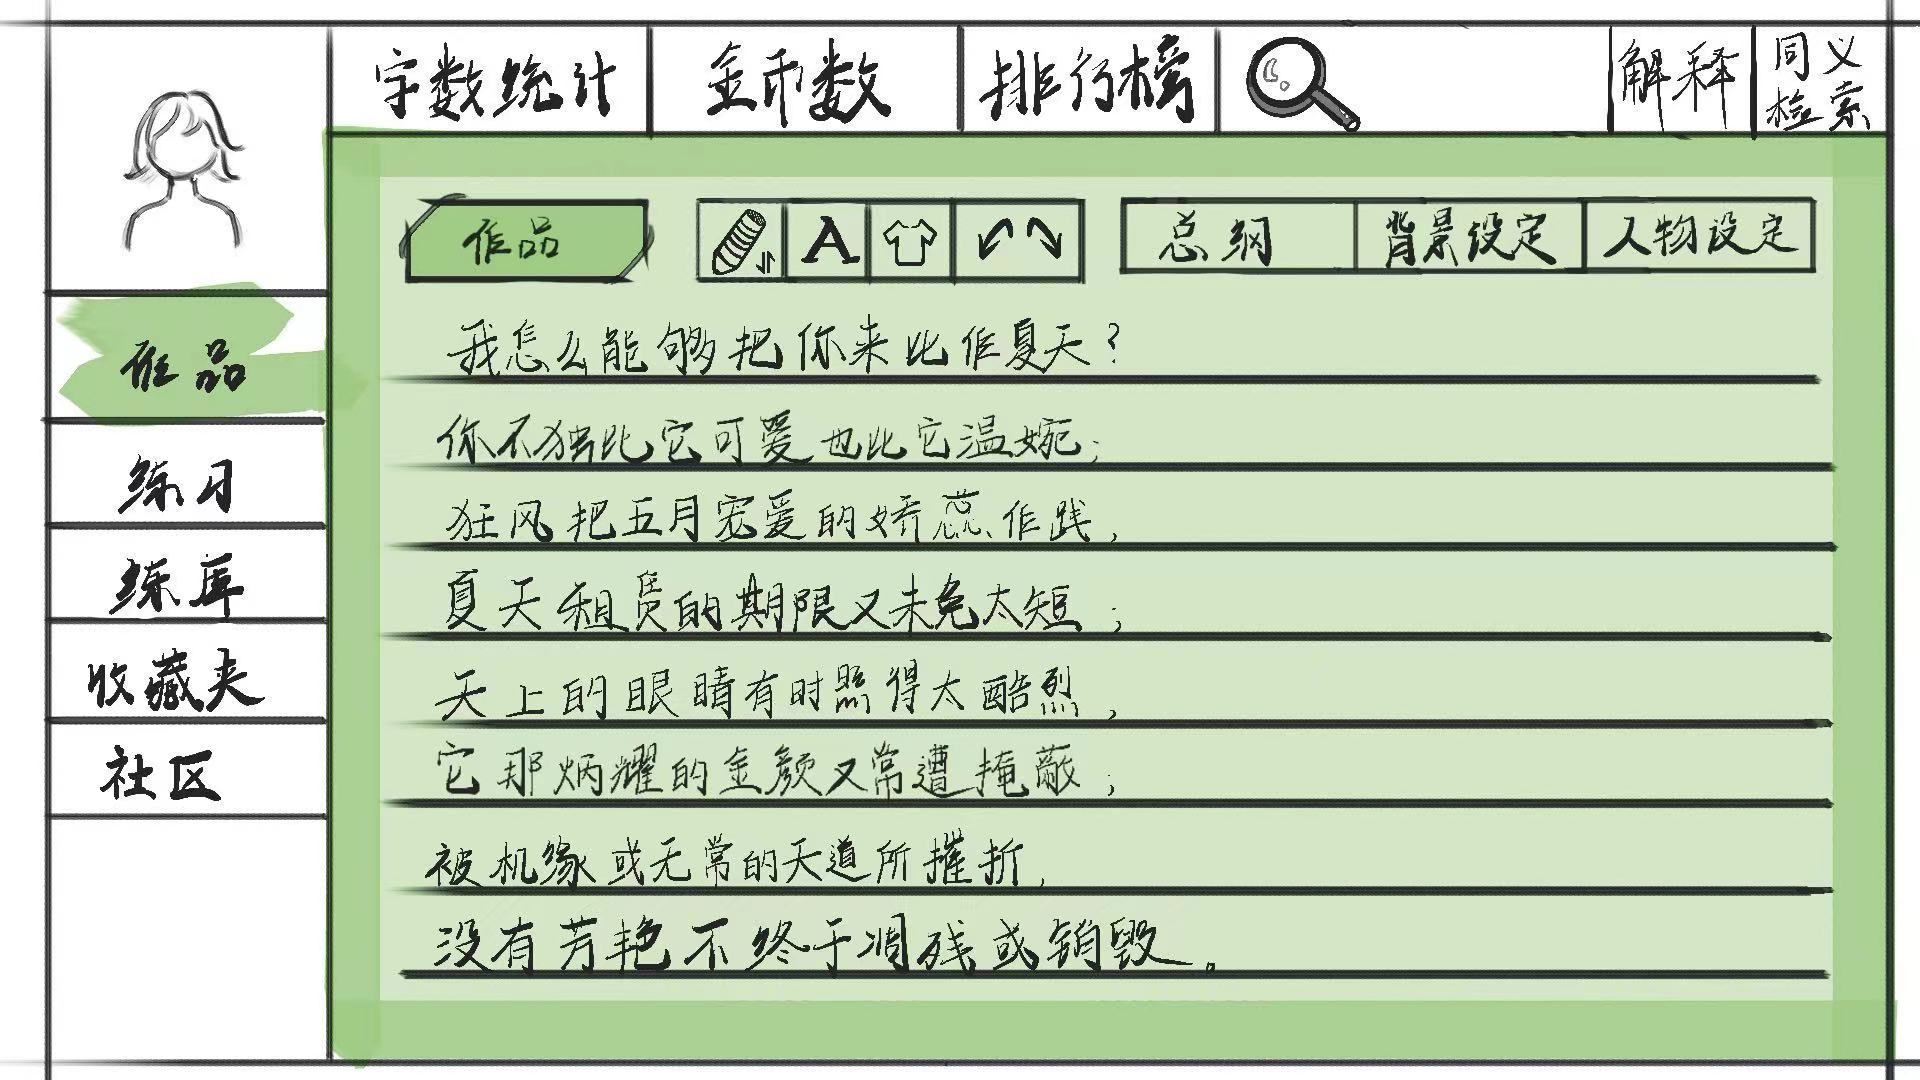 字数统计 金币数 排行榜 解释 同义检索
作品 A 总纲 背景设定 人物设定
作品
练习
练库
收藏夹
社区
我怎么能够把你来比作夏天?
你不独比它可爱也比它温婉;
狂风把五月宠爱的娇蕊作践,
夏天租赁的期限又未免太短;
天上的眼睛有时照得太酷烈,
它那炳耀的金颜又常遭掩蔽;
被机缘或无常的天道所摧折,
没有芳艳不终于凋残或销毁。